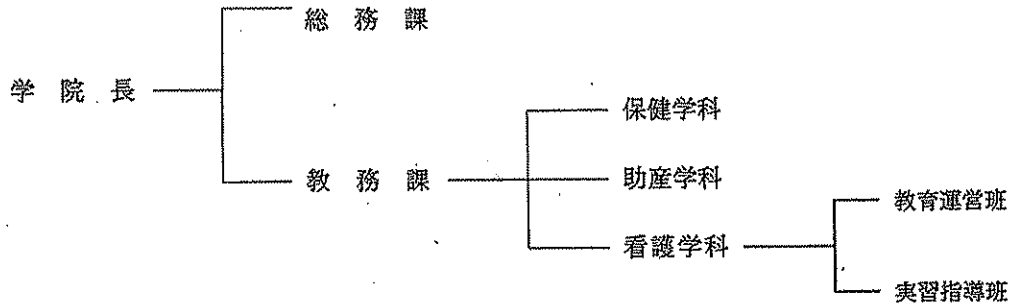 総務課
学院長
保健学科
教務課
助産学科
教育運営班
看護学科
実習指導班